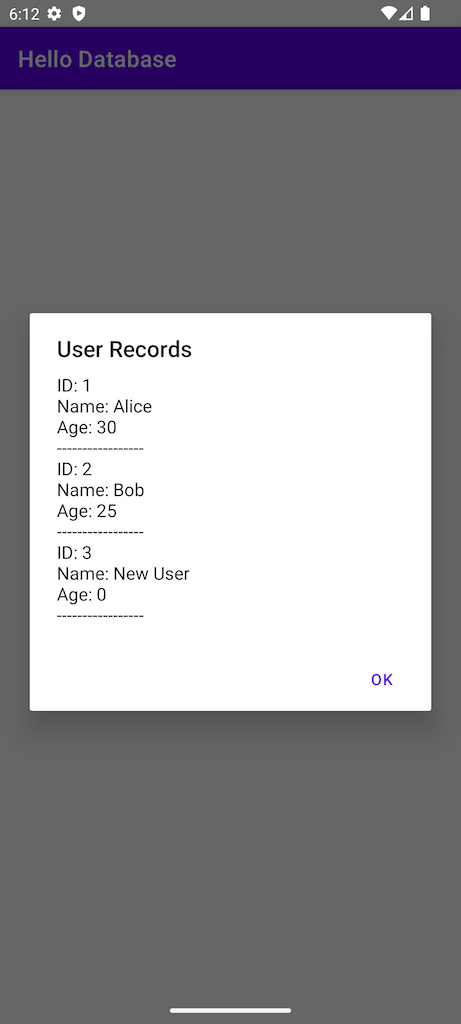 6:12
Hello Database
User Records
ID: 1
Name: Alice
Age: 30
-----------------
ID: 2
Name: Bob
Age: 25
-----------------
ID: 3
Name: New User
Age: 0
-----------------
OK